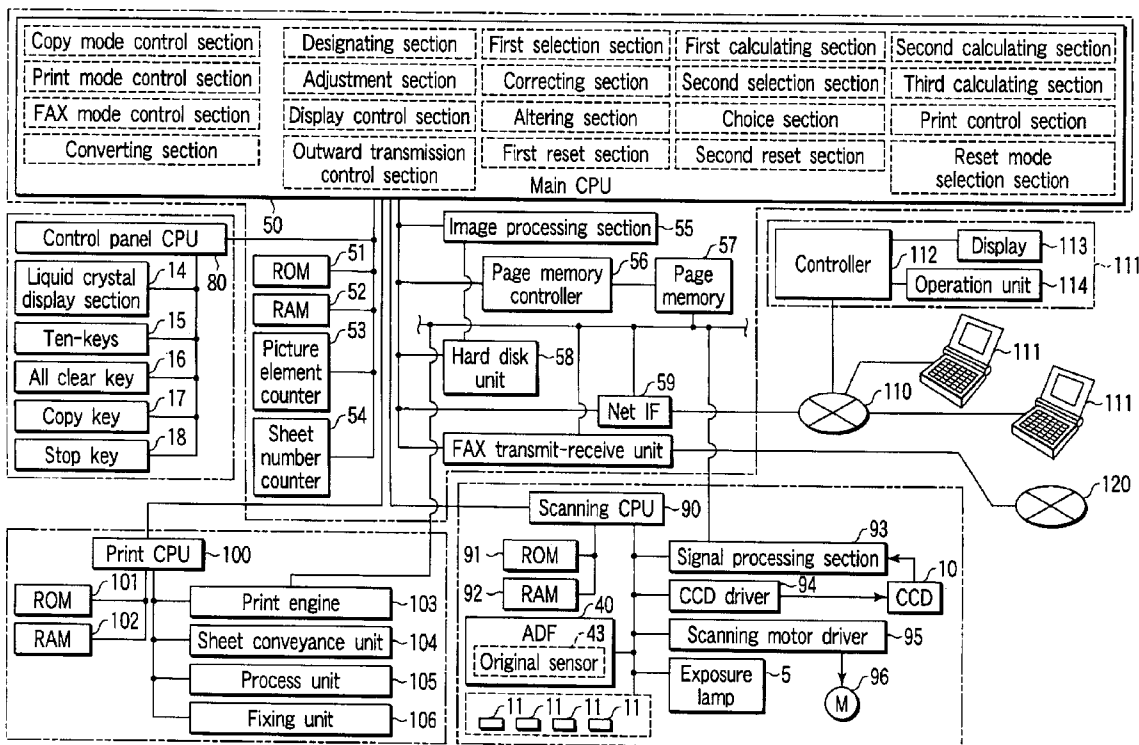 Copy mode control section
Print mode control section
FAX mode control section
Converting section
Designating section
Adjustment section
Display control section
Outward transmission
control section
First selection section
Correcting section
Altering section
First reset section
First calculating section
Second selection section
Choice section
Second reset section
Second calculating section
Third calculating section
Print control section
Reset mode
selection section
Main CPU
50
Control panel CPU
80
Liquid crystal
display section
14
Ten-keys
15
All clear key
16
Copy key
17
Stop key
18
ROM
51
RAM
52
Picture
element
counter
53
Sheet
number
counter
54
Image processing section
55
Page memory
controller
56
Page
memory
57
Hard disk
unit
58
Net IF
59
FAX transmit-receive unit
Controller
112
Display
113
Operation unit
114
111
111
111
110
120
Print CPU
100
ROM
101
RAM
102
Print engine
103
Sheet conveyance unit
104
Process unit
105
Fixing unit
106
Scanning CPU
90
91
ROM
92
RAM
40
ADF
43
Original sensor
11
11
11
11
93
Signal processing section
94
CCD driver
10
CCD
Scanning motor driver
95
Exposure
lamp
5
96
M